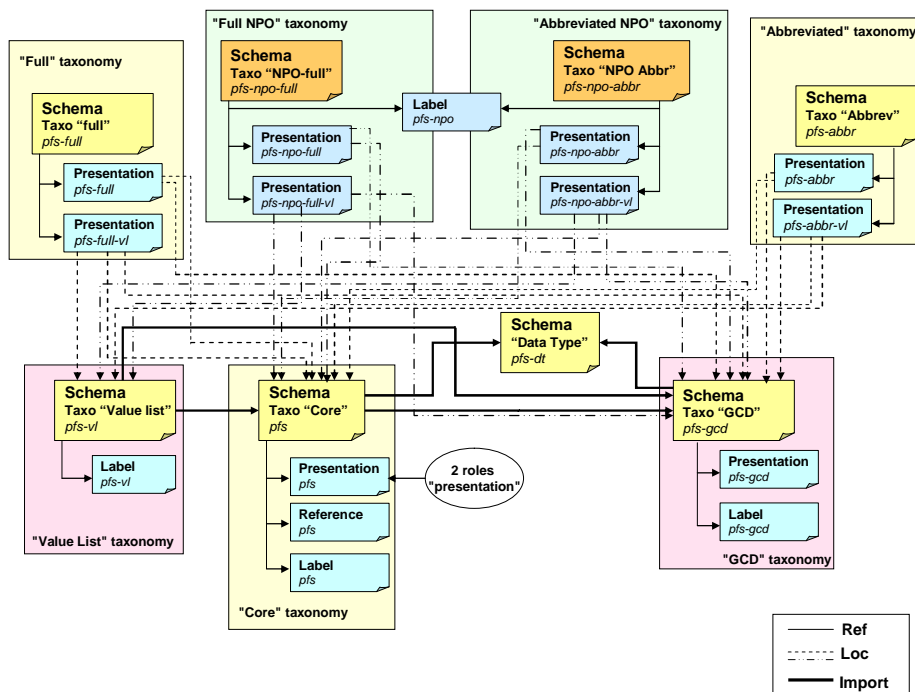 "Full NPO" taxonomy
"Abbreviated NPO" taxonomy
"Abbreviated" taxonomy
"Full" taxonomy
Schema
Taxo “NPO-full”
pfs-npo-full
Schema
Taxo “NPO Abbr”
pfs-npo-abbr
Label
pfs-npo
Schema
Taxo “full”
pfs-full
Schema
Taxo “Abbrev”
pfs-abbr
Presentation
pfs-npo-full
Presentation
pfs-npo-abbr
Presentation
pfs-abbr
Presentation
pfs-full
Presentation
pfs-npo-full-vl
Presentation
pfs-npo-abbr-vl
Presentation
pfs-abbr-vl
Presentation
pfs-full-vl
Schema
“Data Type”
pfs-dt
Schema
Taxo “Value list”
pfs-vl
Schema
Taxo “Core”
pfs
Schema
Taxo “GCD”
pfs-gcd
Label
pfs-vl
Presentation
pfs
2 roles
"presentation"
Presentation
pfs-gcd
Reference
pfs
Label
pfs-gcd
"Value List" taxonomy
Label
pfs
"GCD" taxonomy
"Core" taxonomy
Ref
Loc
Import